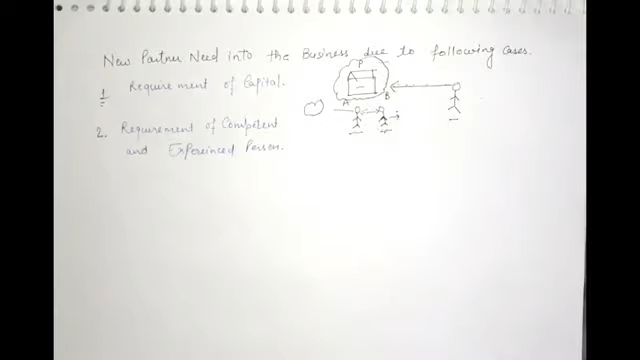 New Partner Need into the Business due to following cases.
1 Requirement of Capital.
P
A
B
2. Requirement of Competent
and Experinced Person.